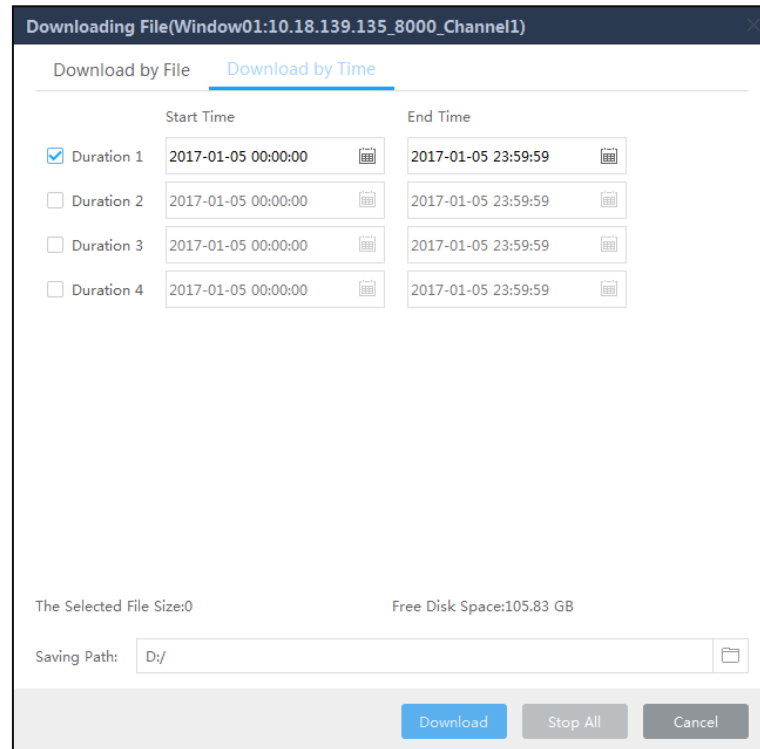 Downloading File(Window01:10.18.139.135_8000_Channel1)
Download by File Download by Time
Start Time End Time
Duration 1 2017-01-05 00:00:00 2017-01-05 23:59:59
Duration 2 2017-01-05 00:00:00 2017-01-05 23:59:59
Duration 3 2017-01-05 00:00:00 2017-01-05 23:59:59
Duration 4 2017-01-05 00:00:00 2017-01-05 23:59:59
The Selected File Size:0 Free Disk Space:105.83 GB
Saving Path: D:/
Download Stop All Cancel